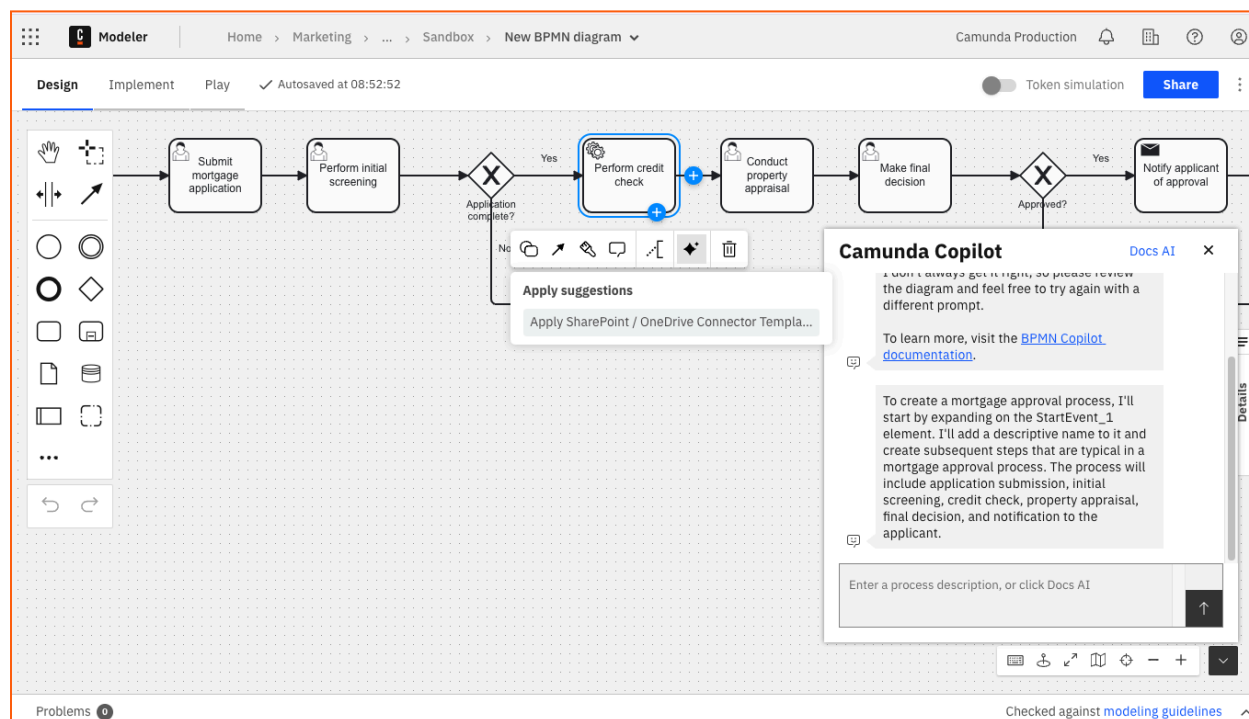 Modeler
Home > Marketing > ... > Sandbox > New BPMN diagram
Camunda Production
Design
Implement
Play
Autosaved at 08:52:52
Token simulation
Share
Submit
mortgage
application
Perform initial
screening
Application
complete?
Yes
Perform credit
check
Conduct
property
appraisal
Make final
decision
Approved?
Yes
Notify applicant
of approval
No
Apply suggestions
Apply SharePoint / OneDrive Connector Templa...
Camunda Copilot
Docs AI
I don't always get it right, so please review
the diagram and feel free to try again with a
different prompt.
To learn more, visit the BPMN Copilot
documentation.
To create a mortgage approval process, I'll
start by expanding on the StartEvent_1
element. I'll add a descriptive name to it and
create subsequent steps that are typical in a
mortgage approval process. The process will
include application submission, initial
screening, credit check, property appraisal,
final decision, and notification to the
applicant.
Enter a process description, or click Docs AI
Details
Problems 0
Checked against modeling guidelines